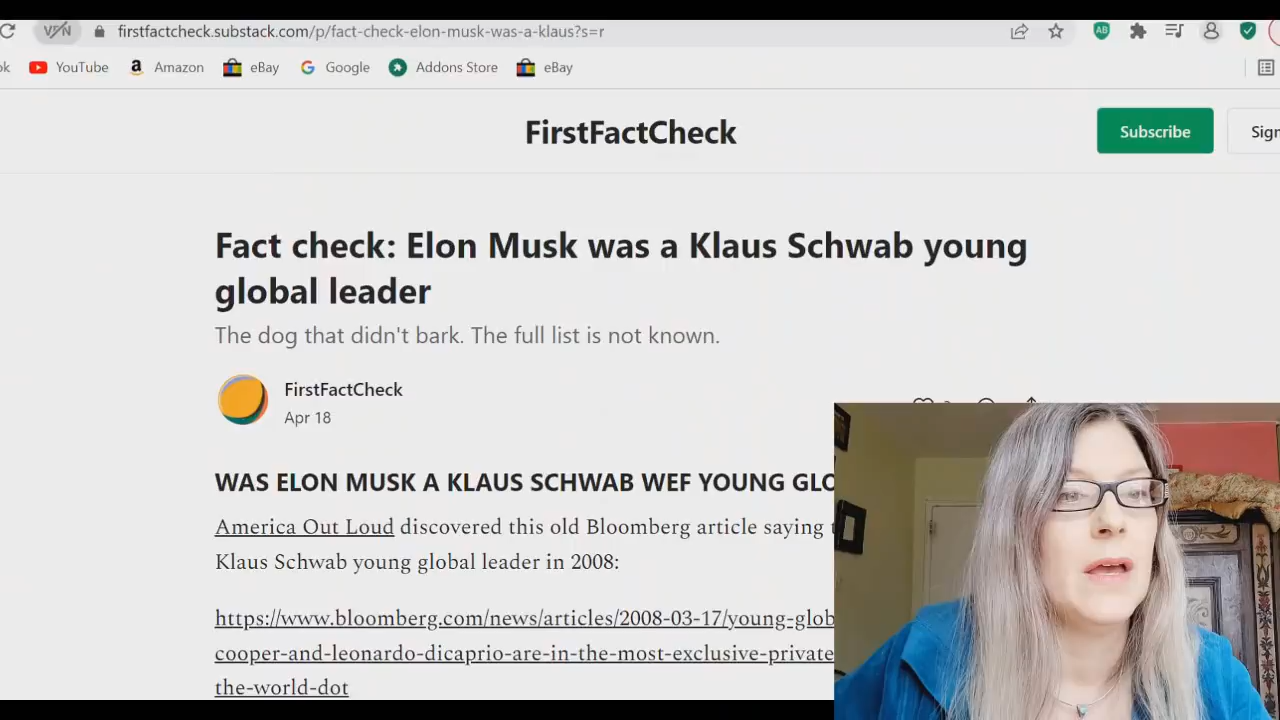 VPN firstfactcheck.substack.com/p/fact-check-elon-musk-was-a-klaus?s=r
YouTube Amazon eBay Google Addons Store eBay
FirstFactCheck
Subscribe
Fact check: Elon Musk was a Klaus Schwab young
global leader
The dog that didn't bark. The full list is not known.
FirstFactCheck
Apr 18
WAS ELON MUSK A KLAUS SCHWAB WEF YOUNG
America Out Loud discovered this old Bloomberg article saying
Klaus Schwab young global leader in 2008:
https://www.bloomberg.com/news/articles/2008-03-17/young-glob
cooper-and-leonardo-dicaprio-are-in-the-most-exclusive-private
the-world-dot